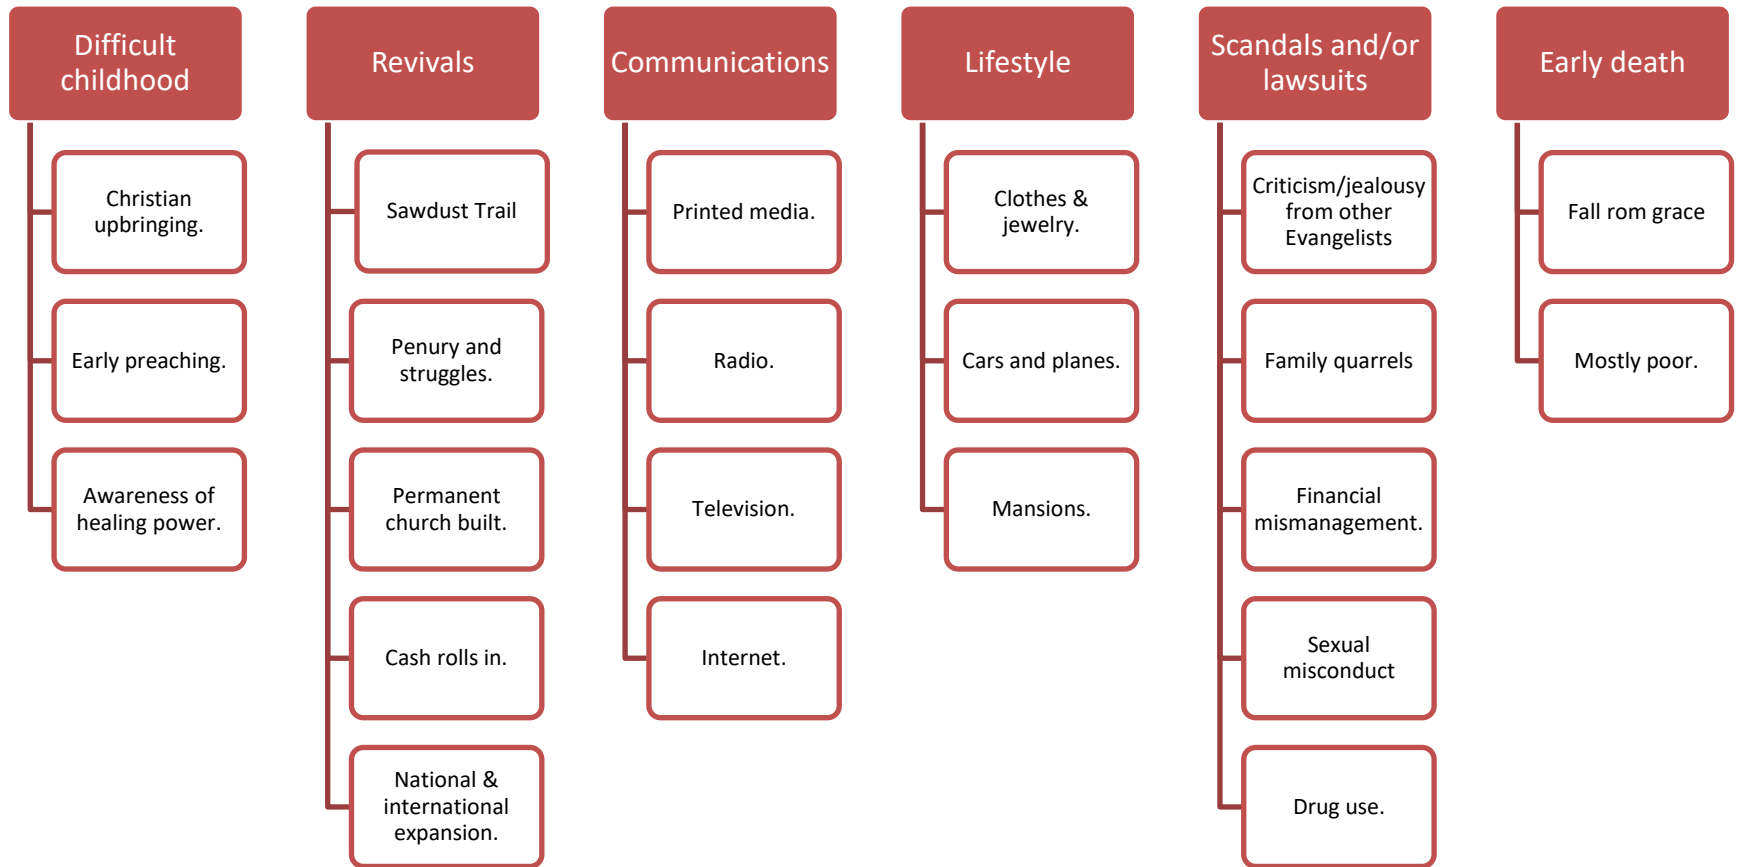 Difficult
childhood
Christian
upbringing.
Early preaching.
Awareness of
healing power.
Revivals
Sawdust Trail
Penury and
struggles.
Permanent
church built.
Cash rolls in.
National &
international
expansion.
Communications
Printed media.
Radio.
Television.
Internet.
Lifestyle
Clothes &
jewelry.
Cars and planes.
Mansions.
Scandals and/or
lawsuits
Criticism/jealousy
from other
Evangelists
Family quarrels
Financial
mismanagement.
Sexual
misconduct
Drug use.
Early death
Fall rom grace
Mostly poor.